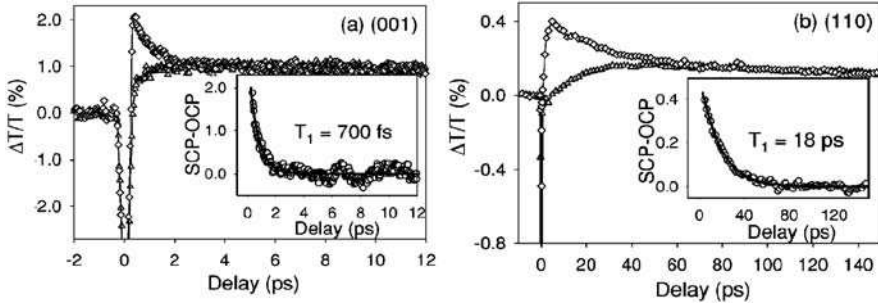 (a) (001)
ΔT/T (%)
2.0
1.0
0.0
1.0
2.0
SCP-OCP
2.0
1.0
0.0
T1 = 700 fs
0 2 4 6 8 10 12
Delay (ps)
-2 0 2 4 6 8 10 12
Delay (ps)
(b) (110)
ΔT/T (%)
0.4
0.0
-0.4
-0.8
SCP-OCP
0.4
0.2
0.0
T1 = 18 ps
0 40 80 120
Delay (ps)
0 20 40 60 80 100 120 140
Delay (ps)